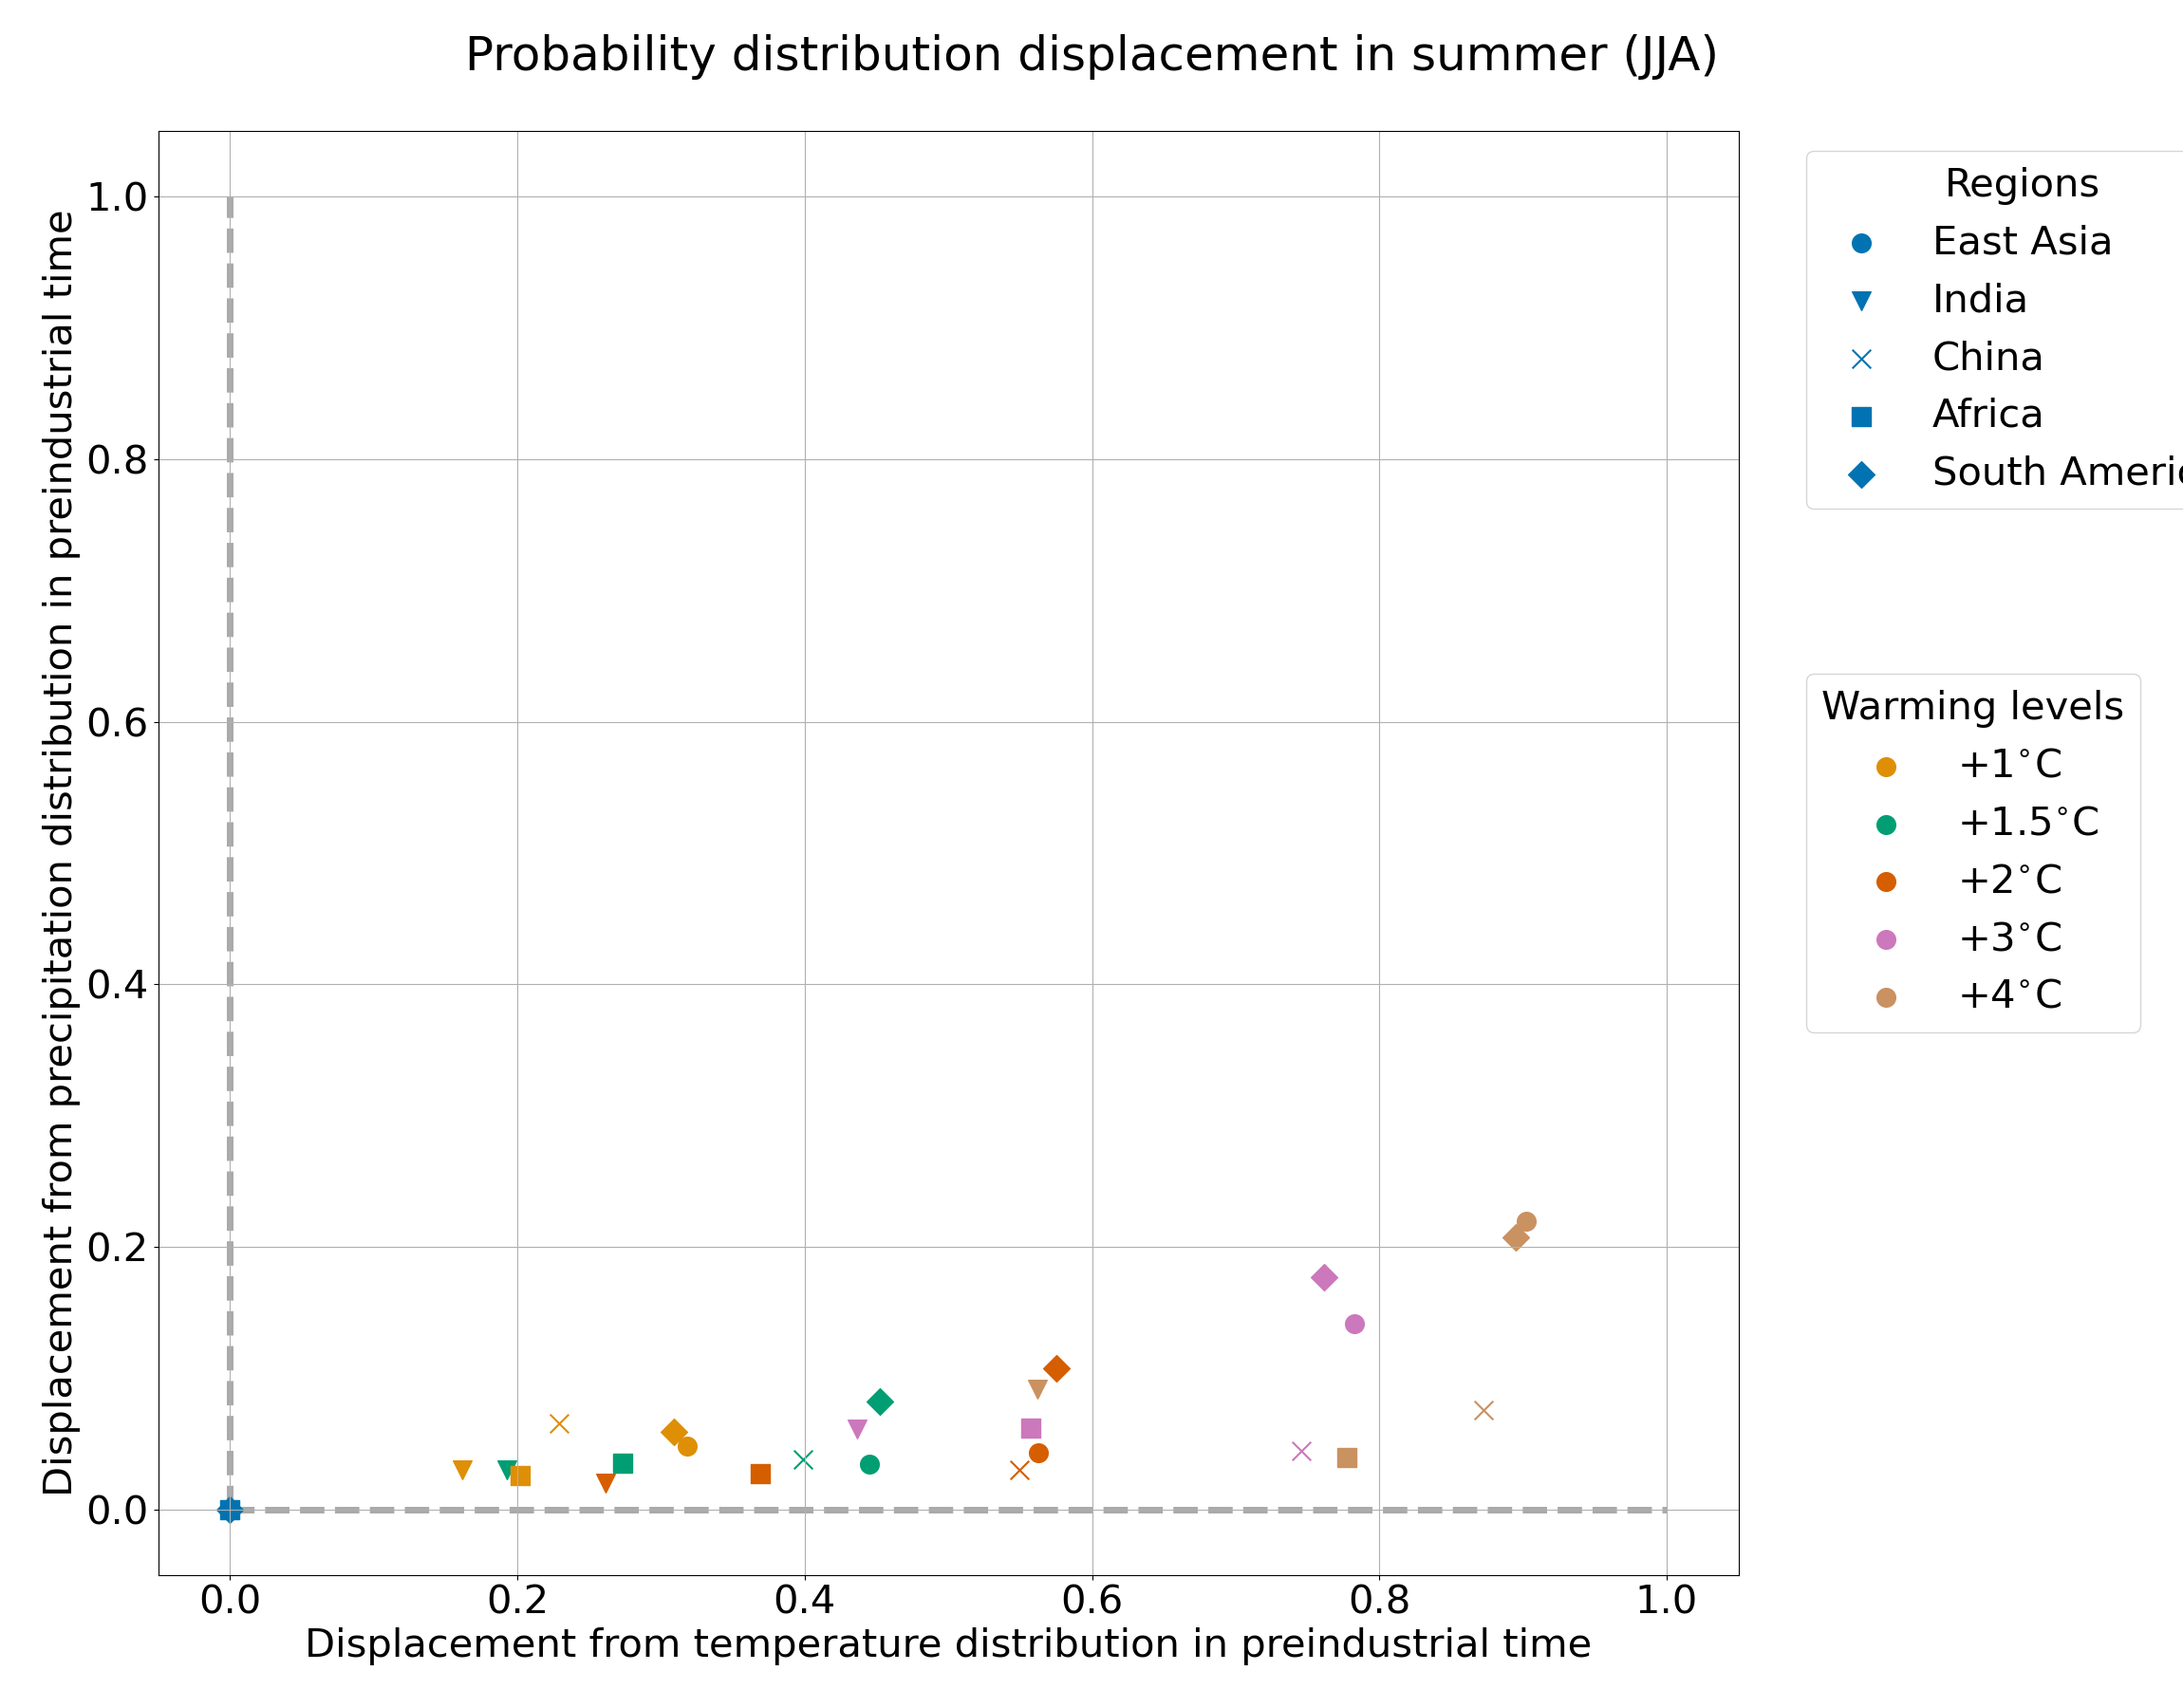 Probability distribution displacement in summer (JJA)
Displacement from precipitation distribution in preindustrial time
1.0
0.8
0.6
0.4
0.2
0.0
0.0 0.2 0.4 0.6 0.8 1.0
Displacement from temperature distribution in preindustrial time
Regions
East Asia
India
China
Africa
South Americ
Warming levels
+1°C
+1.5°C
+2°C
+3°C
+4°C